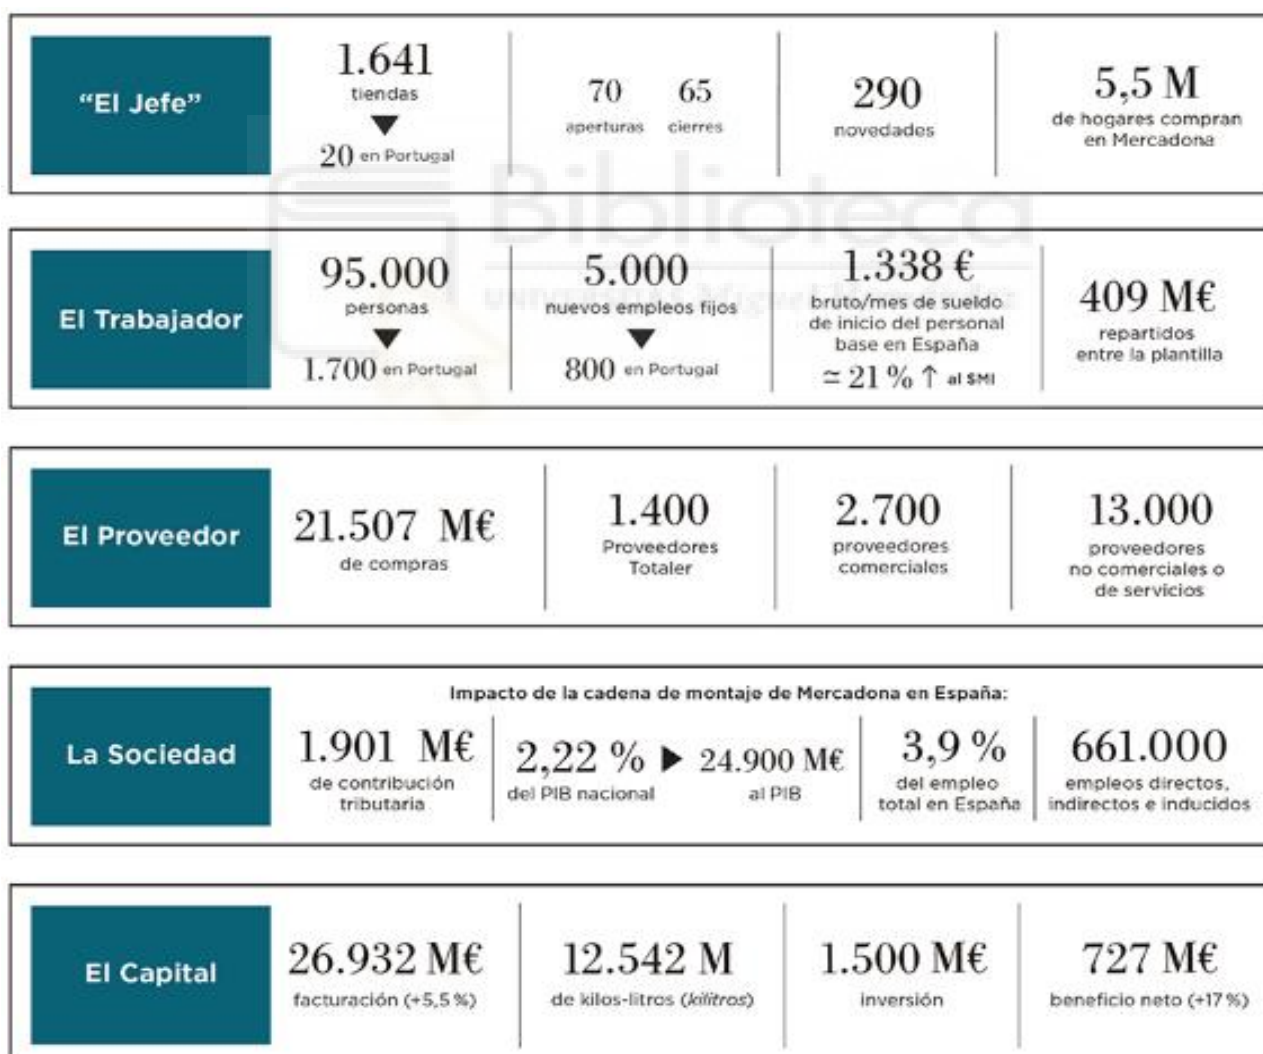 "El Jefe"
1.641
tiendas
▼
20 en Portugal
70
aperturas
65
cierres
290
novedades
5,5 M
de hogares compran
en Mercadona
El Trabajador
95.000
personas
▼
1.700 en Portugal
5.000
nuevos empleos fijos
▼
800 en Portugal
1.338 €
bruto/mes de sueldo
de inicio del personal
base en España
≃ 21 % ↑ al SMI
409 M€
repartidos
entre la plantilla
El Proveedor
21.507 M€
de compras
1.400
Proveedores
Totaler
2.700
proveedores
comerciales
13.000
proveedores
no comerciales o
de servicios
La Sociedad
Impacto de la cadena de montaje de Mercadona en España:
1.901 M€
de contribución
tributaria
2,22 % ▶ 24.900 M€
del PIB nacional al PIB
3,9 %
del empleo
total en España
661.000
empleos directos,
indirectos e inducidos
El Capital
26.932 M€
facturación (+5,5 %)
12.542 M
de kilos-litros (kilitros)
1.500 M€
inversión
727 M€
beneficio neto (+17 %)
Biblioteca
UNIVERSITAS Miguel Hernández